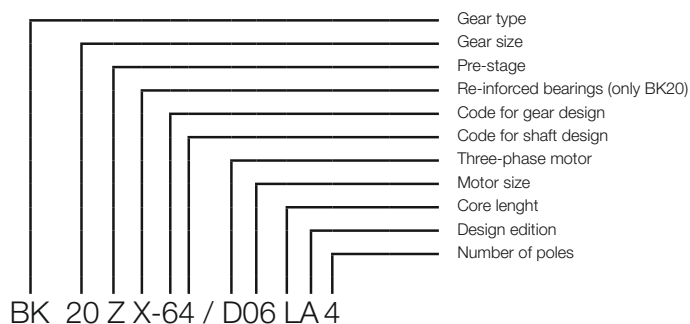 Gear type
Gear size
Pre-stage
Re-inforced bearings (only BK20)
Code for gear design
Code for shaft design
Three-phase motor
Motor size
Core lenght
Design edition
Number of poles
BK 20 Z X-64 / D06 LA 4